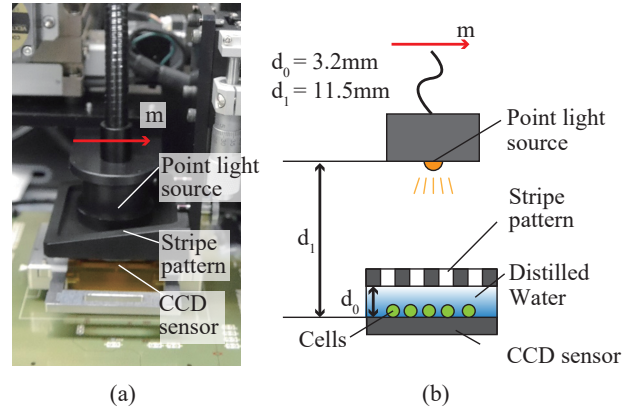 m
Point light
source
Stripe
pattern
CCD
sensor
(a)
m
d0 = 3.2mm
d1 = 11.5mm
Point light
source
d1
Stripe
pattern
Distilled
Water
d0
Cells
CCD sensor
(b)